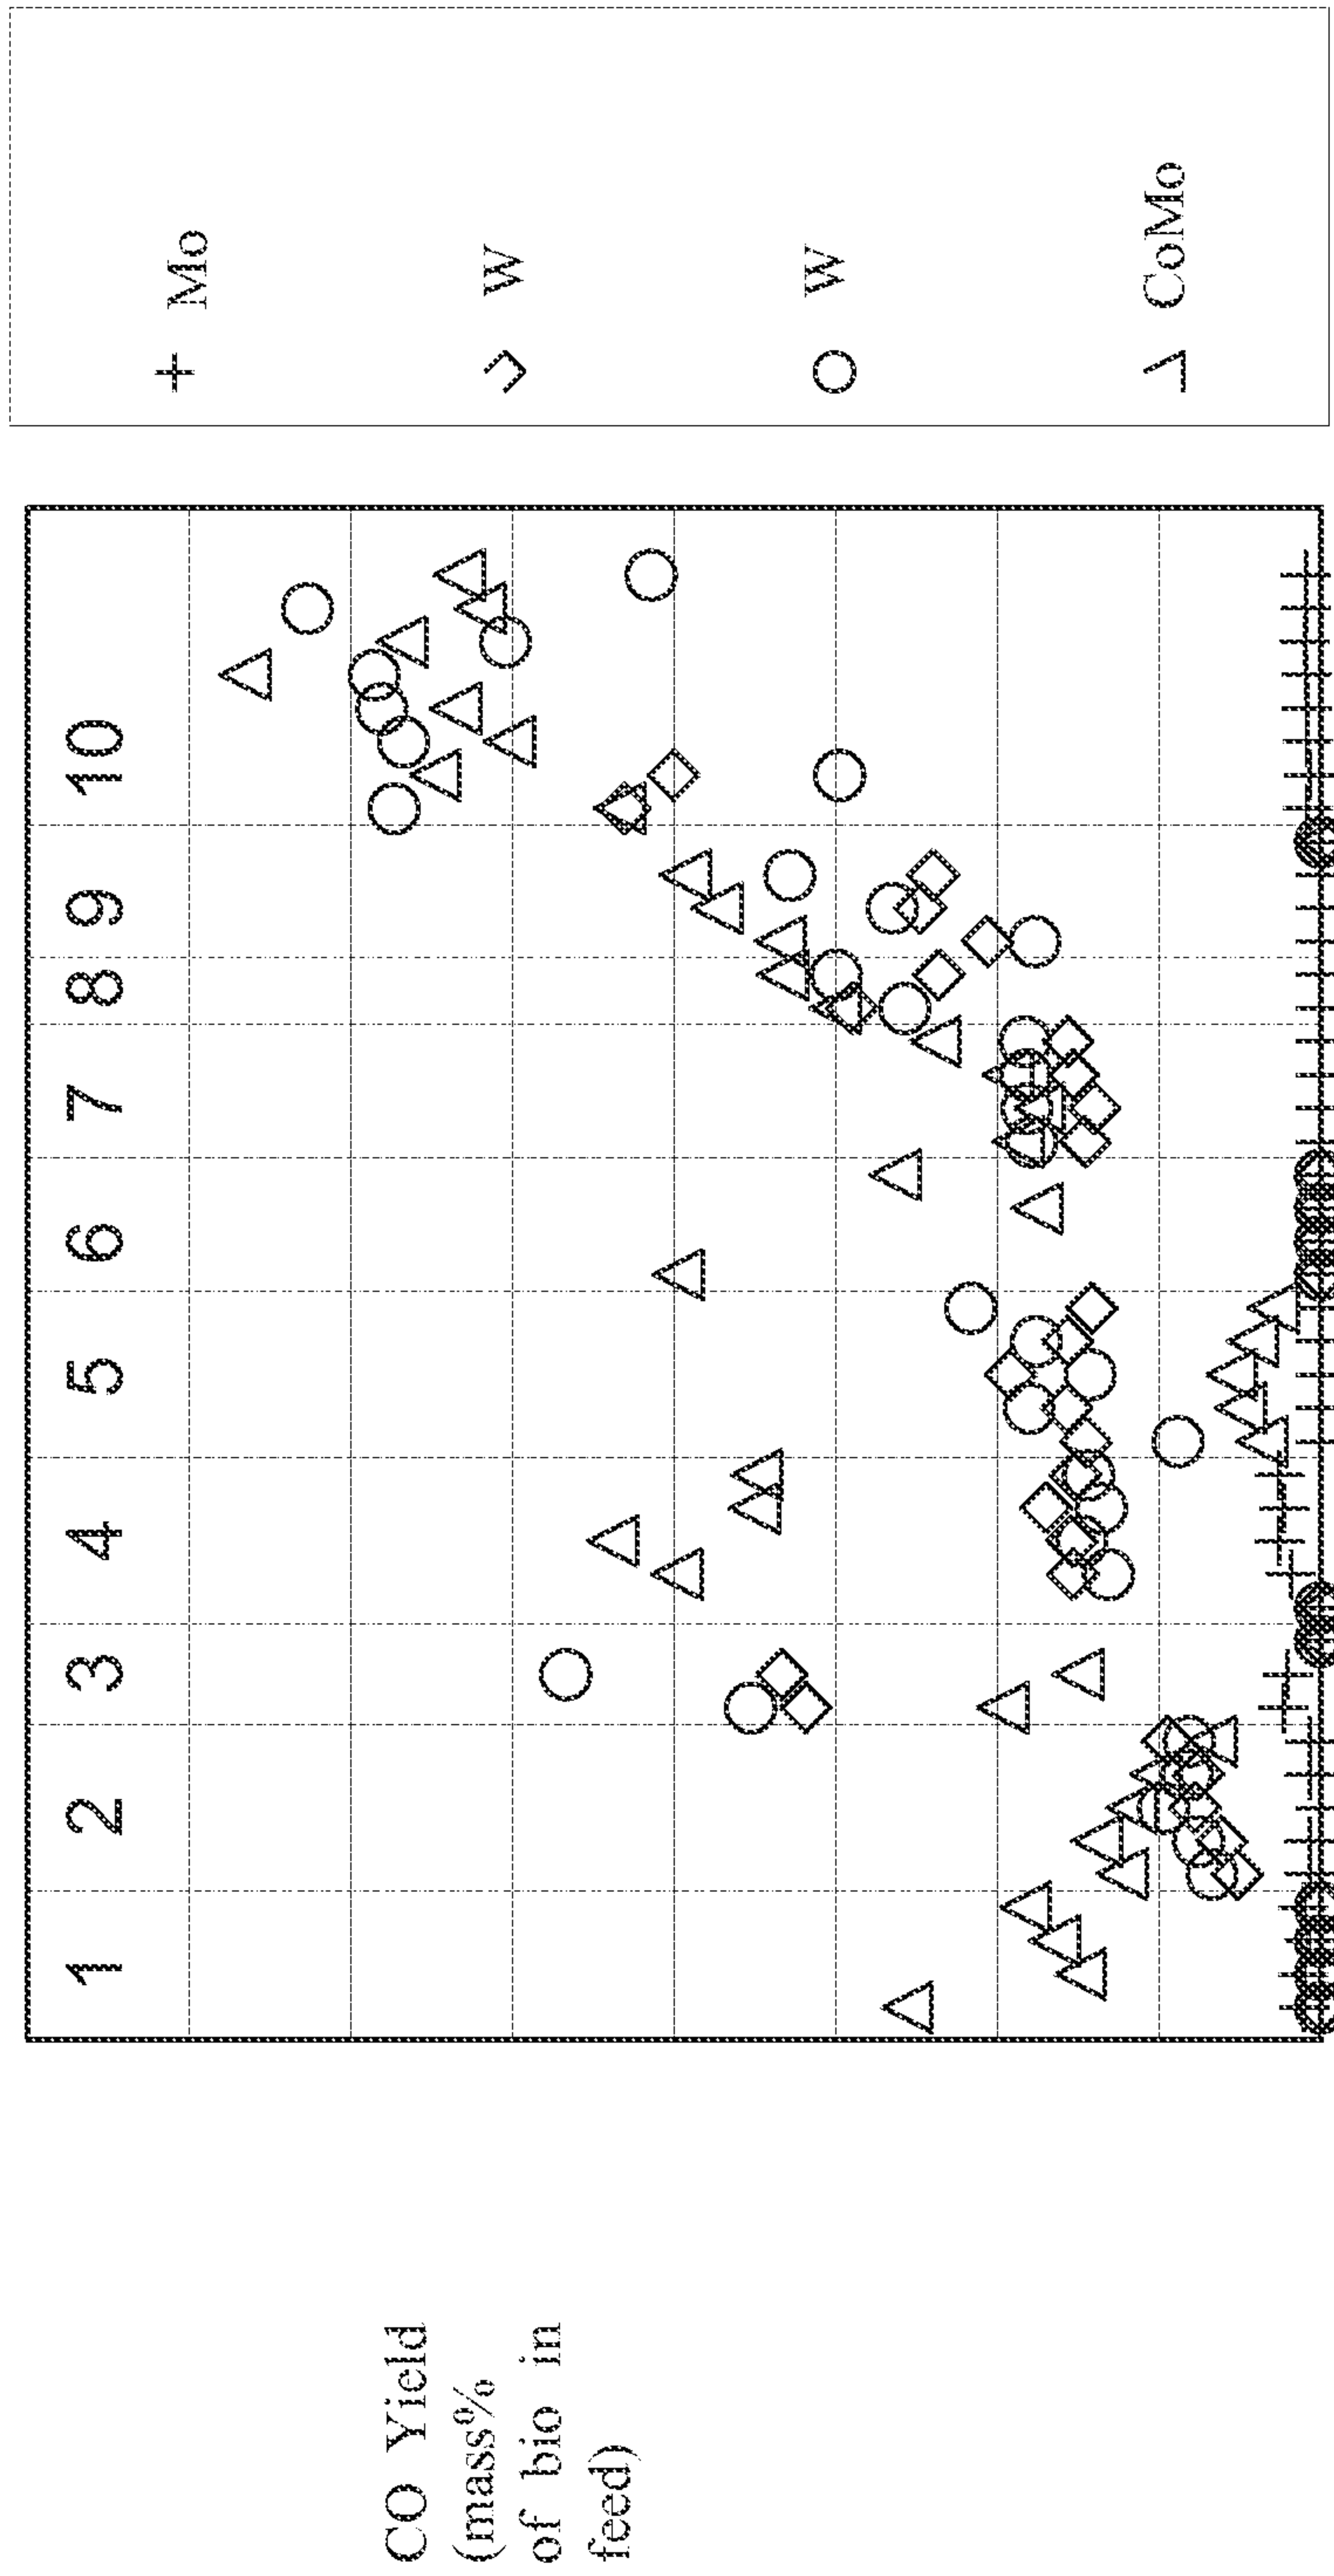 CO Yield
(mass%
of bio in
feed)
1 2 3 4 5 6 7 8 9 10
Mo
W
W
CoMo